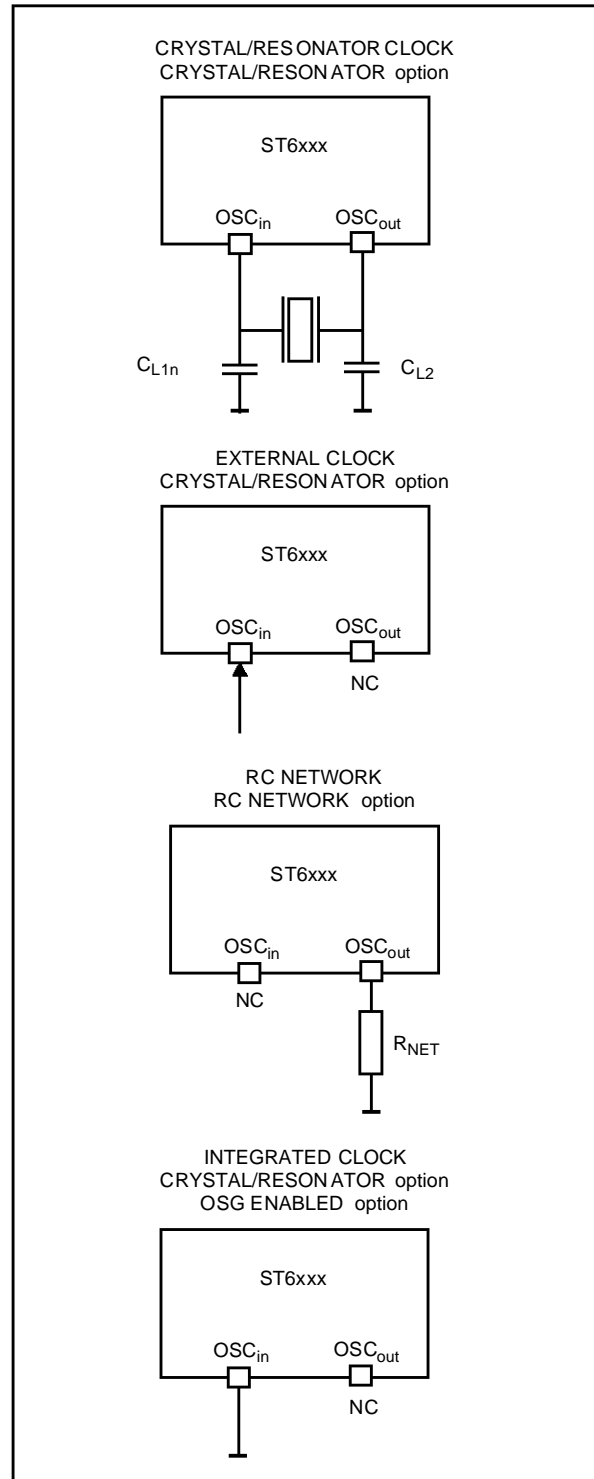 CRYSTAL/RESONATOR CLOCK
CRYSTAL/RESONATOR option
ST6xxx
OSCin OSCout
CL1n CL2
EXTERNAL CLOCK
CRYSTAL/RESONATOR option
ST6xxx
OSCin OSCout
NC
RC NETWORK
RC NETWORK option
ST6xxx
OSCin OSCout
NC
RNET
INTEGRATED CLOCK
CRYSTAL/RESONATOR option
OSG ENABLED option
ST6xxx
OSCin OSCout
NC